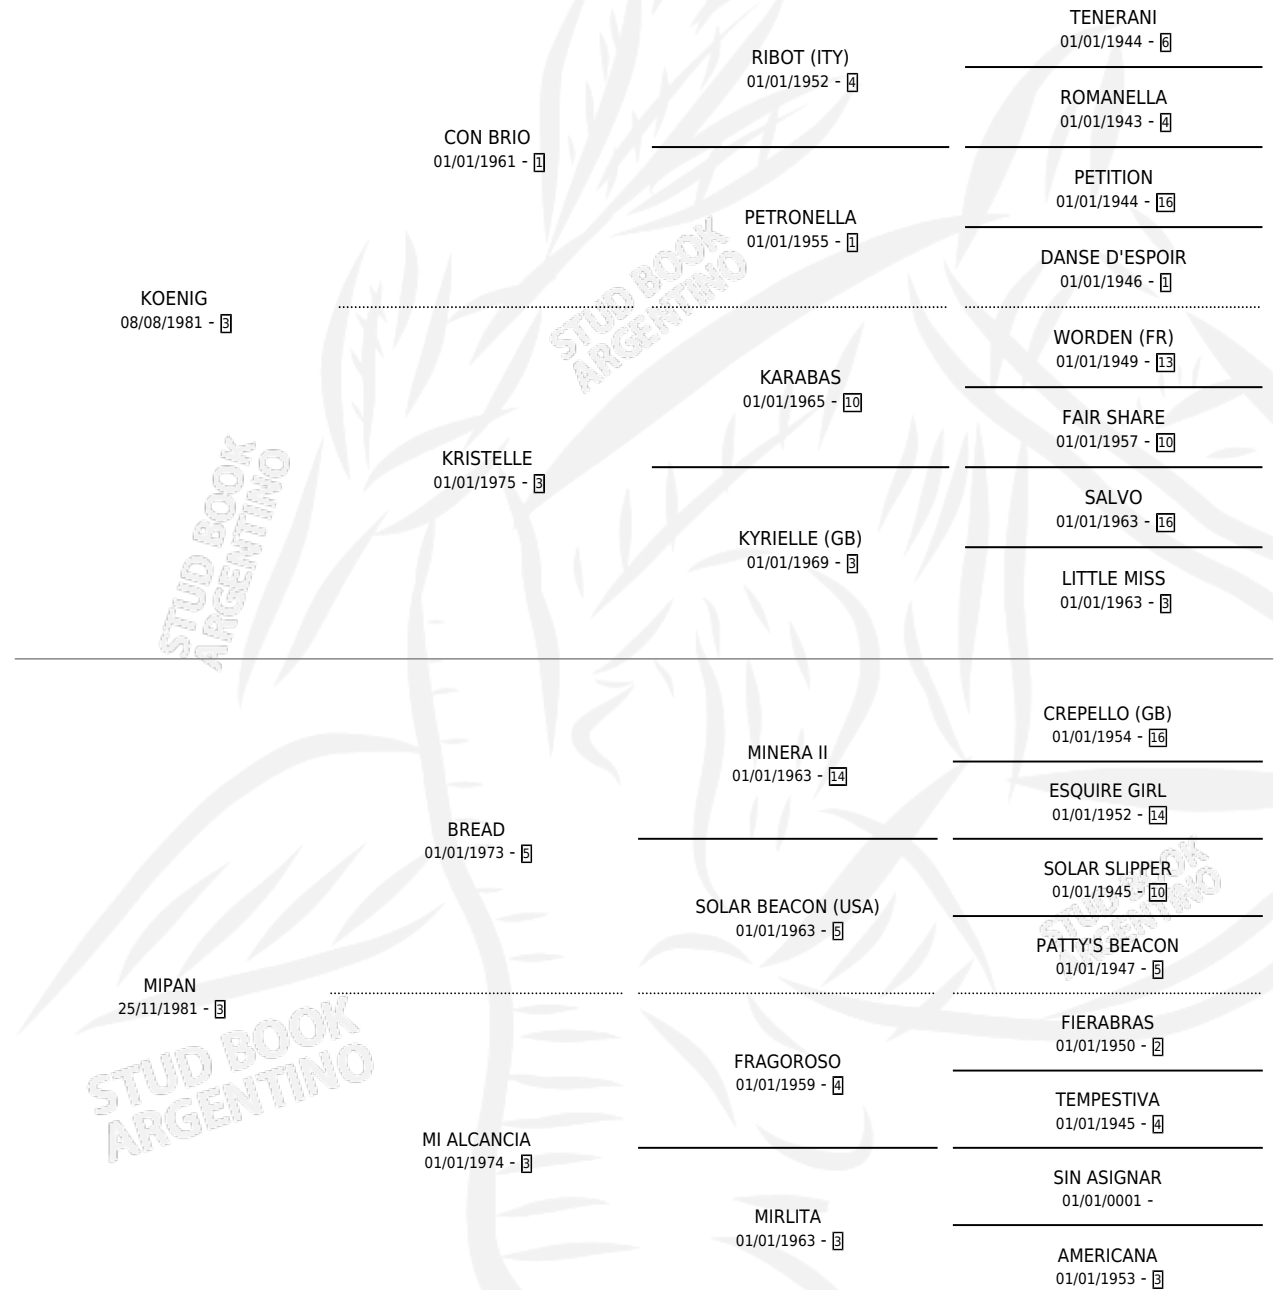 TENERANI
01/01/1944 - 6
RIBOT (ITY)
01/01/1952 - 4
ROMANELLA
01/01/1943 - 4
CON BRIO
01/01/1961 - 1
PETITION
01/01/1944 - 16
PETRONELLA
01/01/1955 - 1
DANSE D'ESPOIR
01/01/1946 - 1
KOENIG
08/08/1981 - 3
WORDEN (FR)
01/01/1949 - 13
KARABAS
01/01/1965 - 10
FAIR SHARE
01/01/1957 - 10
KRISTELLE
01/01/1975 - 3
SALVO
01/01/1963 - 16
KYRIELLE (GB)
01/01/1969 - 3
LITTLE MISS
01/01/1963 - 3
STUD BOOK
ARGENTINO
STUD BOOK
ARGENTINO
CREPELLO (GB)
01/01/1954 - 16
MINERA II
01/01/1963 - 14
ESQUIRE GIRL
01/01/1952 - 14
BREAD
01/01/1973 - 5
SOLAR SLIPPER
01/01/1945 - 10
SOLAR BEACON (USA)
01/01/1963 - 5
PATTY'S BEACON
01/01/1947 - 5
MIPAN
25/11/1981 - 3
FIERABRAS
01/01/1950 - 2
FRAGOROSO
01/01/1959 - 4
TEMPESTIVA
01/01/1945 - 4
MI ALCANCIA
01/01/1974 - 3
SIN ASIGNAR
01/01/0001 -
MIRLITA
01/01/1963 - 3
AMERICANA
01/01/1953 - 3
STUD BOOK
ARGENTINO
STUD BOOK
ARGENTINO